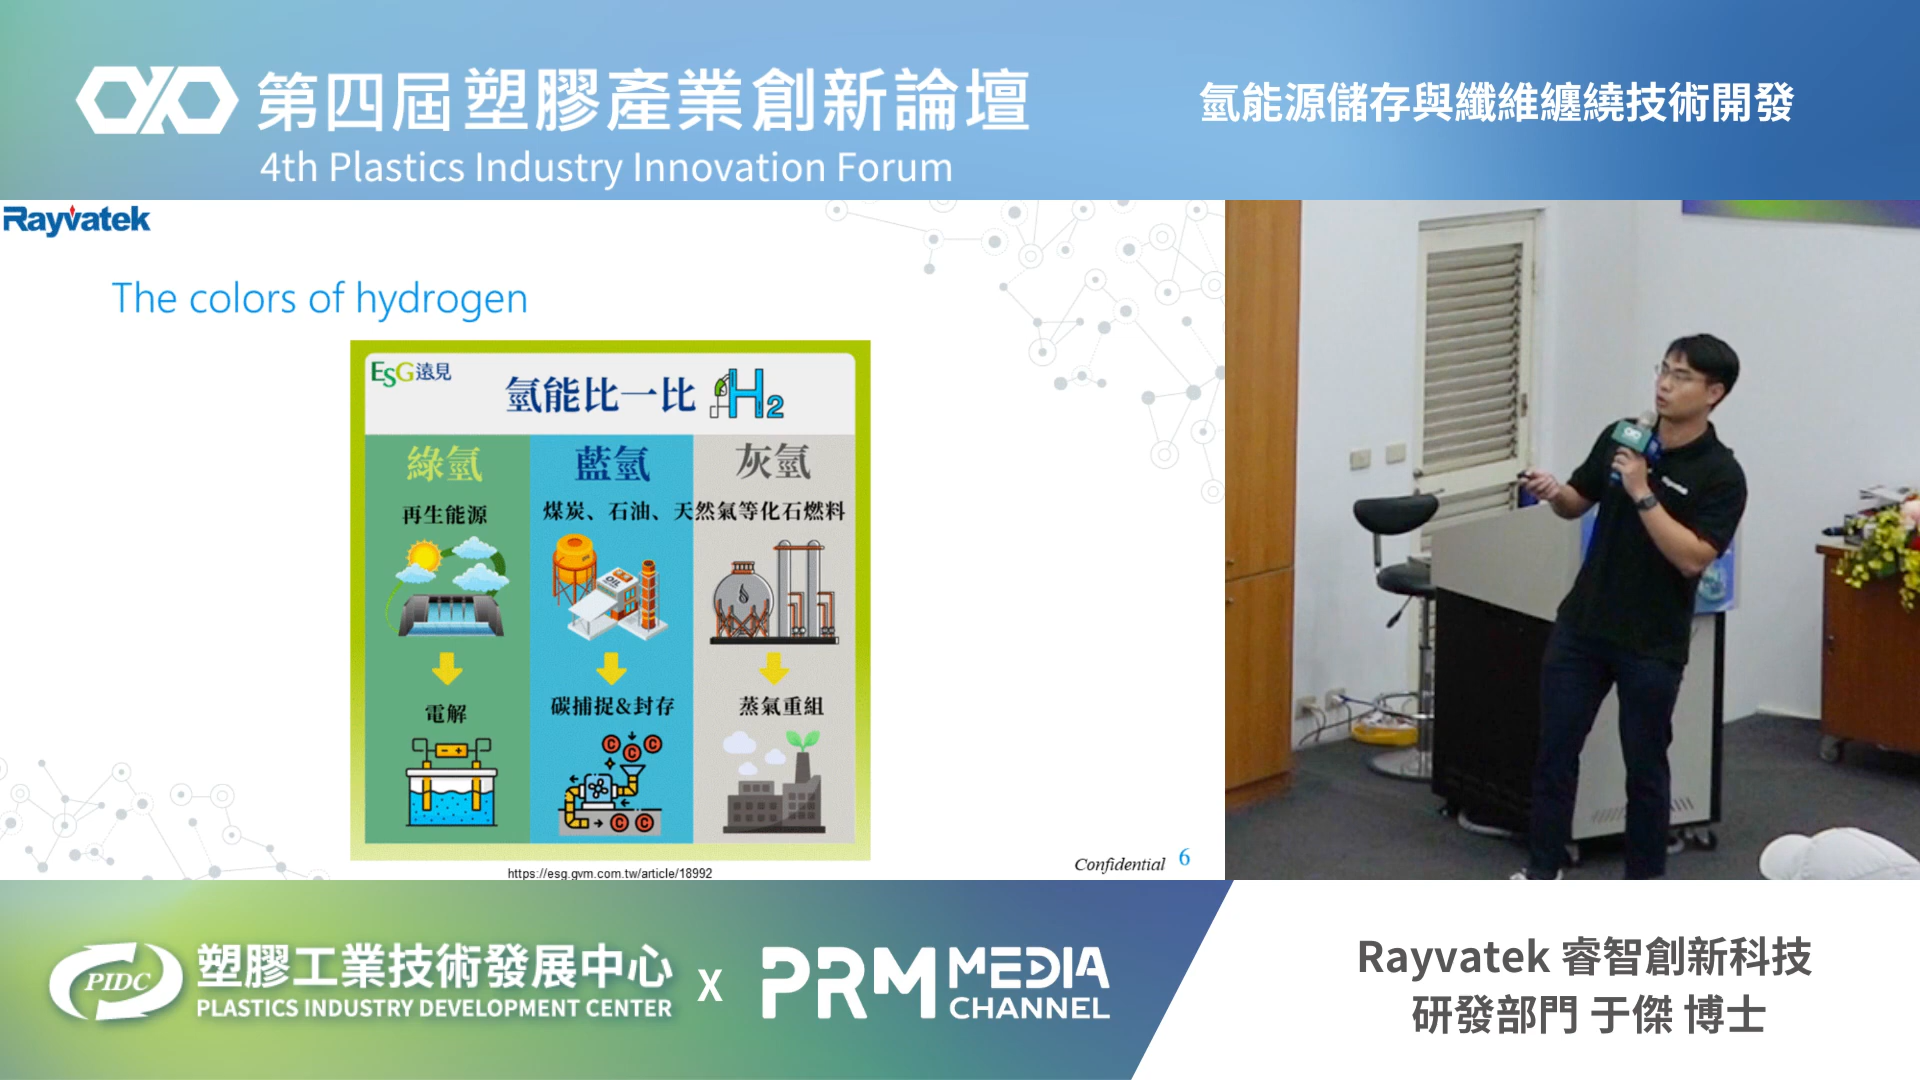 第四屆塑膠產業創新論壇
4th Plastics Industry Innovation Forum
氫能源儲存與纖維纏繞技術開發
Rayvatek
The colors of hydrogen
ESG遠見
氫能比一比 H2
綠氫
藍氫
灰氫
再生能源
煤炭、石油、天然氣等化石燃料
OIL
電解
碳捕捉&封存
蒸氣重組
C C C
C C
https://esg.gvm.com.tw/article/18992
Confidential 6
PIDC
塑膠工業技術發展中心
PLASTICS INDUSTRY DEVELOPMENT CENTER
X
PRM MEDIA CHANNEL
Rayvatek 睿智創新科技
研發部門 于傑 博士